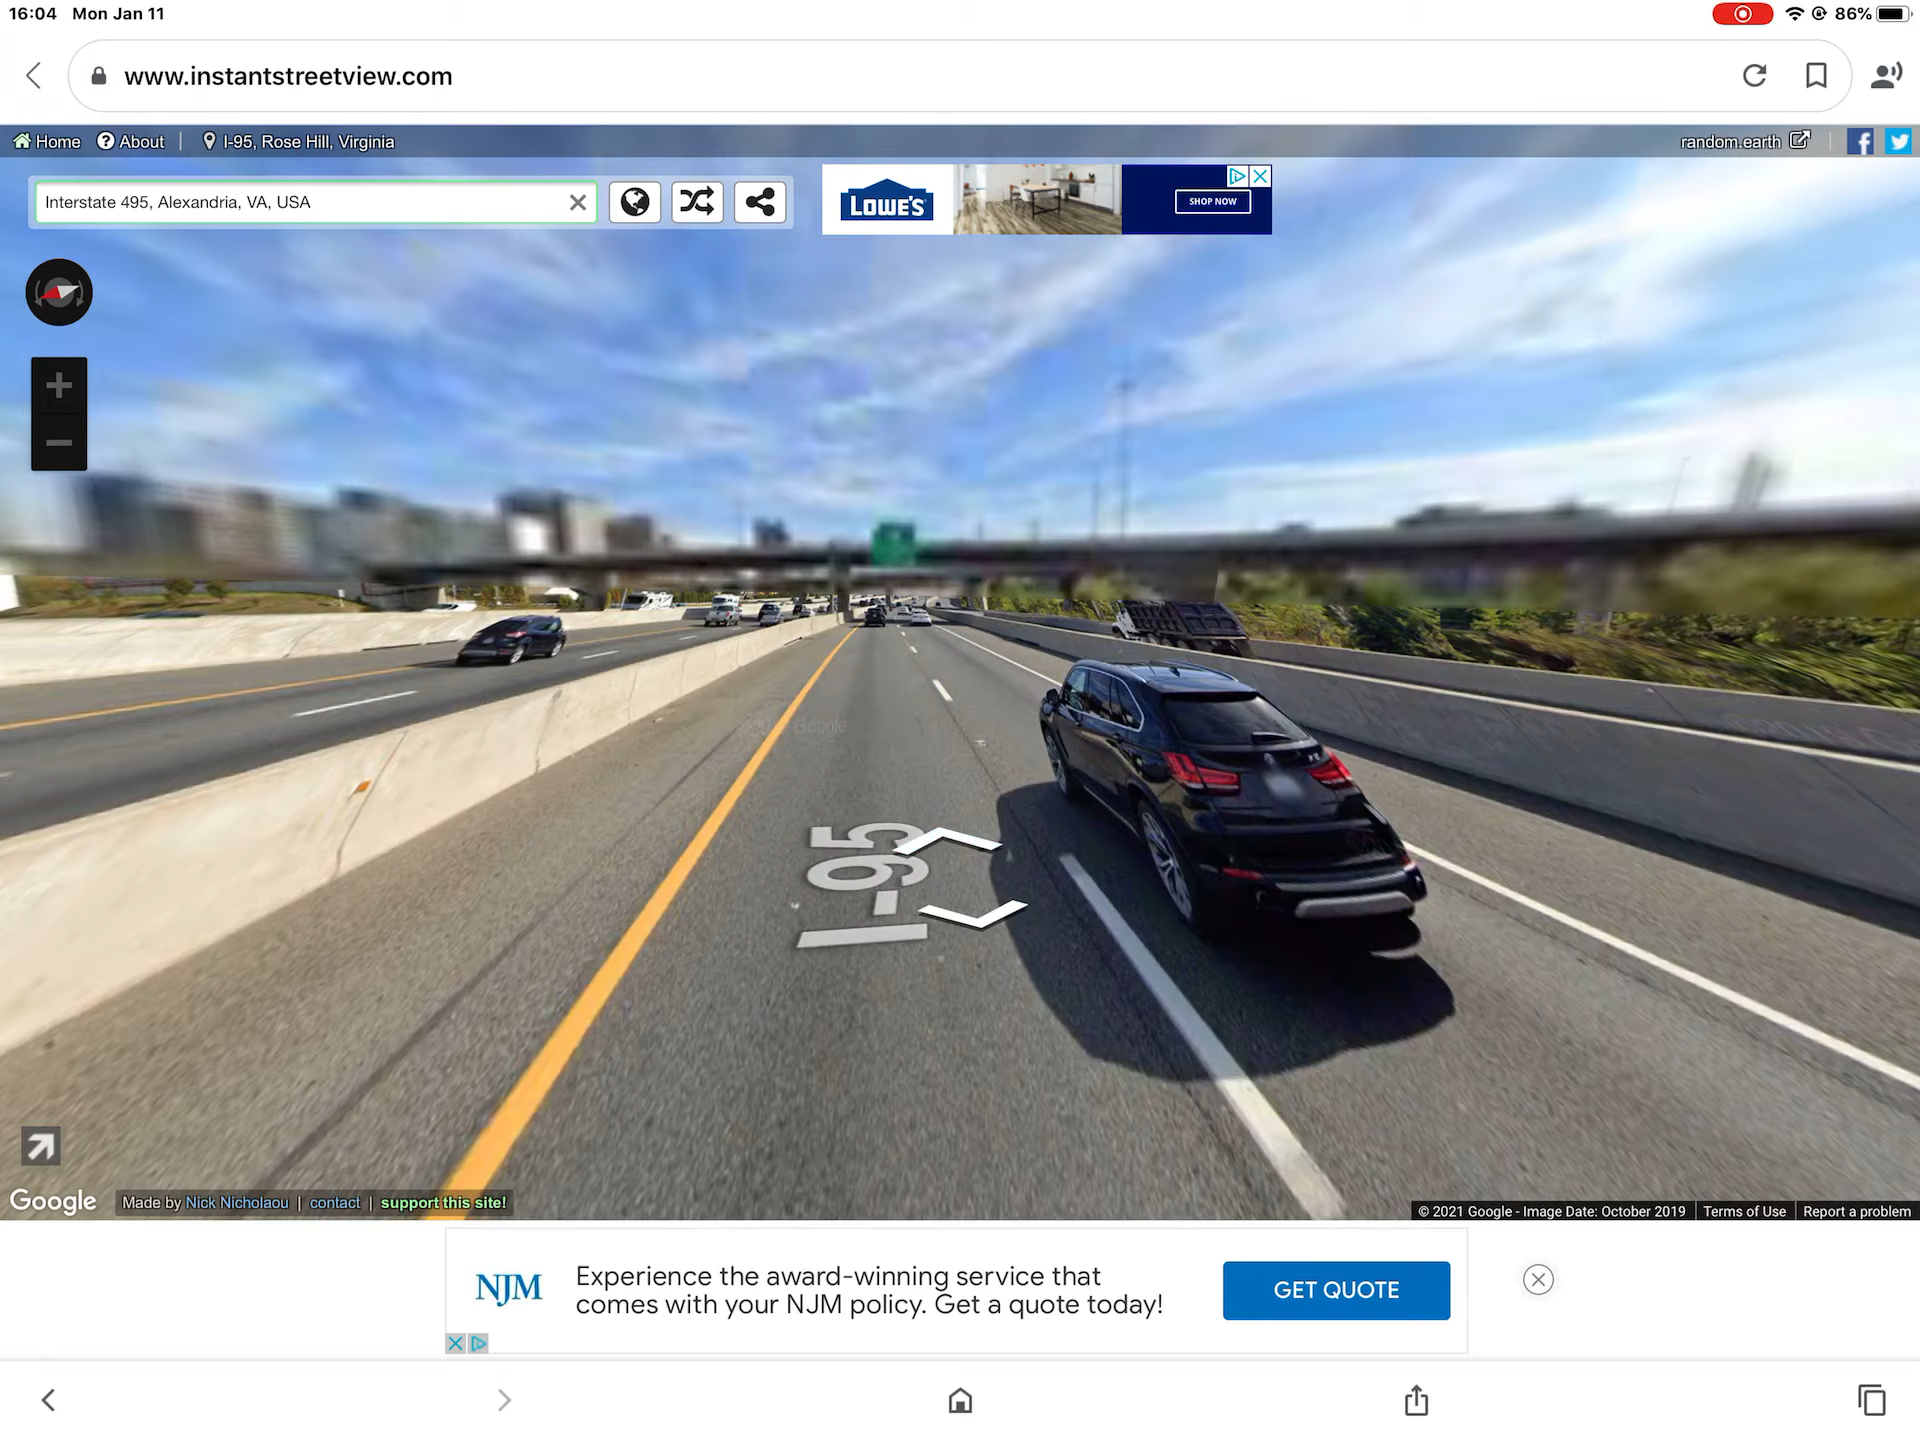 16:04 Mon Jan 11
86%
www.instantstreetview.com
Home About | I-95, Rose Hill, Virginia
random.earth
Interstate 495, Alexandria, VA, USA
LOWE'S
SHOP NOW
Google
I-95
Google
Made by Nick Nicholaou | contact | support this site!
© 2021 Google - Image Date: October 2019 | Terms of Use | Report a problem
NJM
Experience the award-winning service that
comes with your NJM policy. Get a quote today!
GET QUOTE